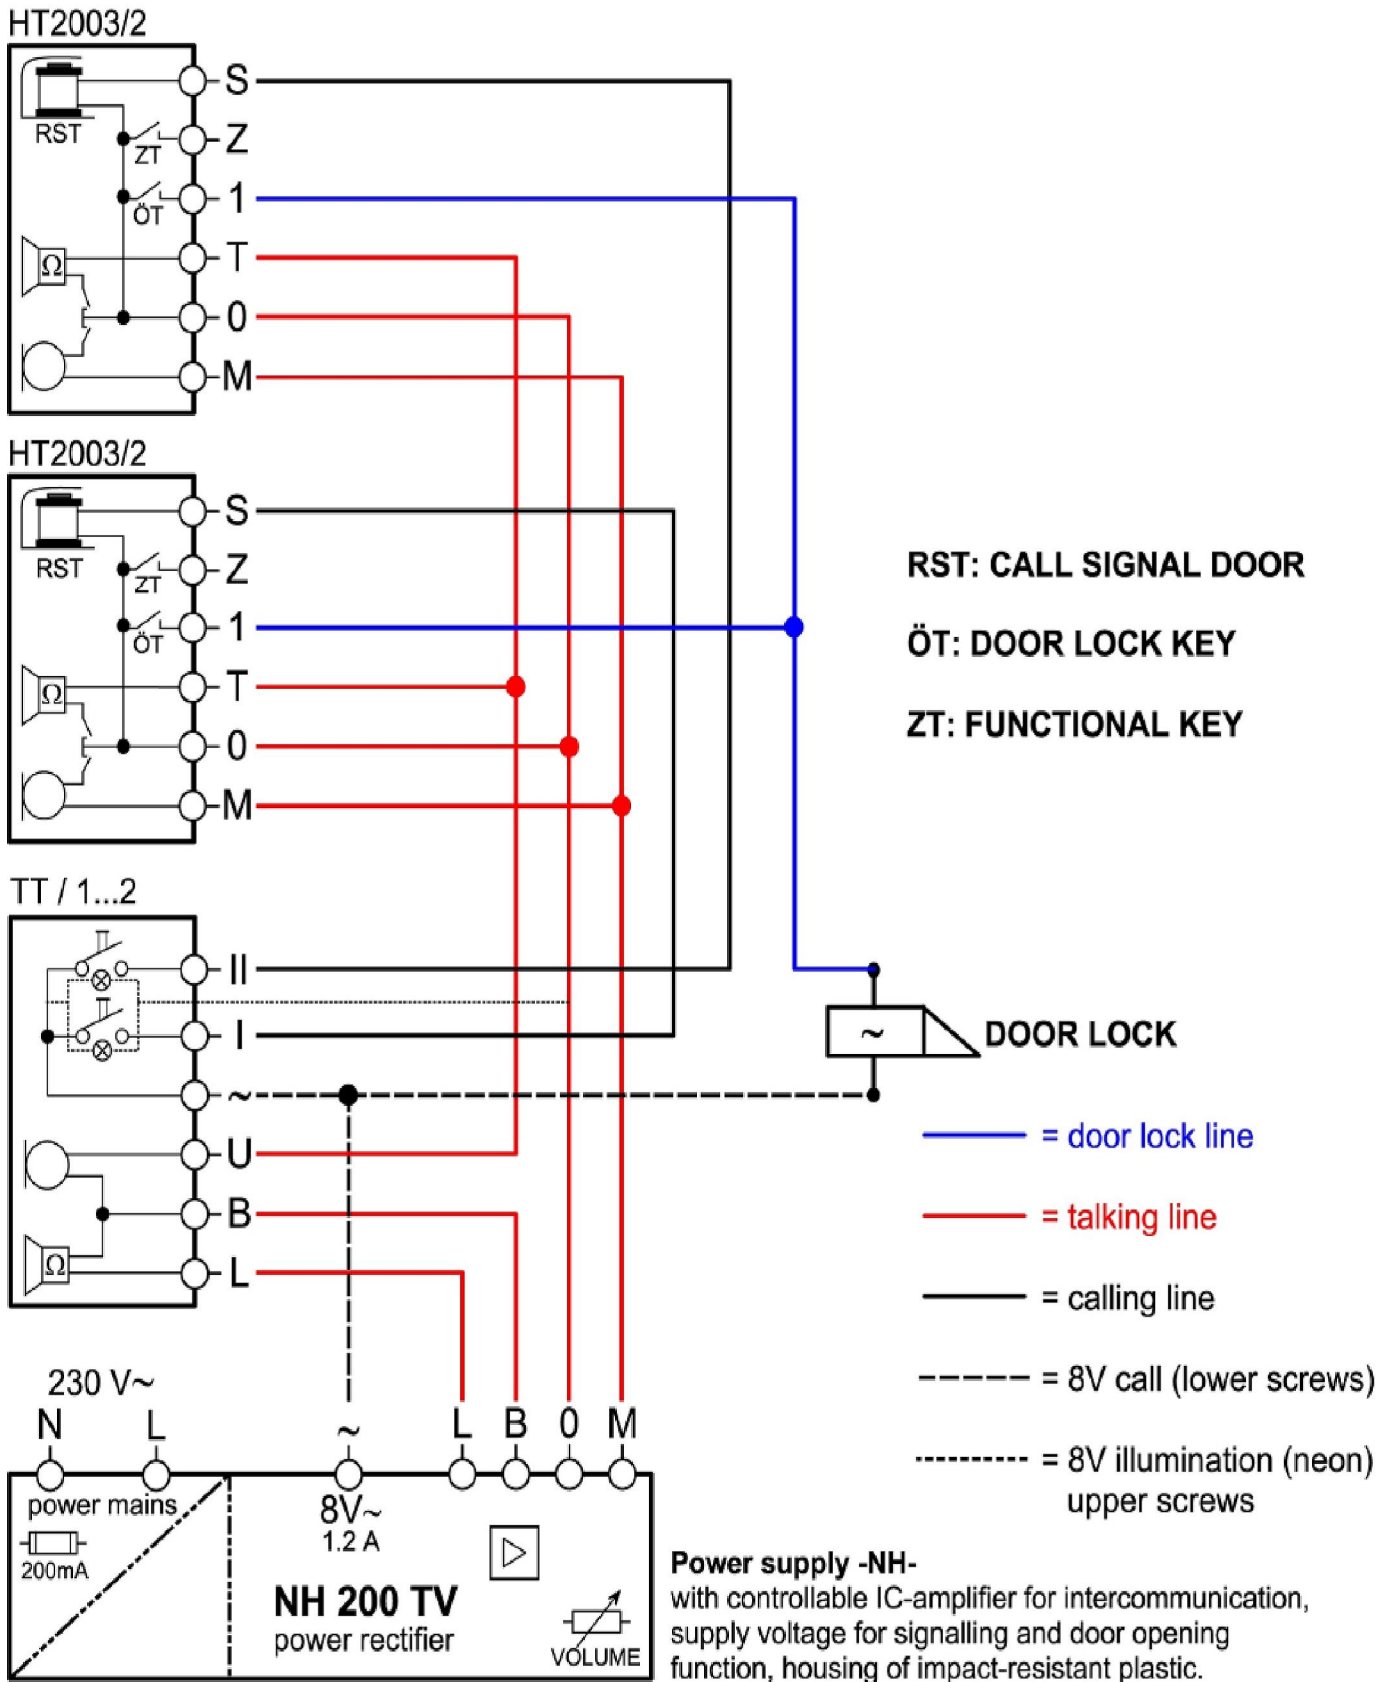 HT2003/2
S
RST
Z
ZT
1
ÖT
T
Ω
0
M
HT2003/2
S
RST
Z
ZT
1
ÖT
T
Ω
0
M
RST: CALL SIGNAL DOOR
ÖT: DOOR LOCK KEY
ZT: FUNCTIONAL KEY
TT / 1...2
II
I
~
U
B
Ω
L
~
DOOR LOCK
= door lock line
= talking line
= calling line
= 8V call (lower screws)
= 8V illumination (neon)
upper screws
230 V~
N L ~ L B 0 M
power mains
200mA
8V~
1.2 A
NH 200 TV
power rectifier
VOLUME
Power supply -NH-
with controllable IC-amplifier for intercommunication,
supply voltage for signalling and door opening
function, housing of impact-resistant plastic.